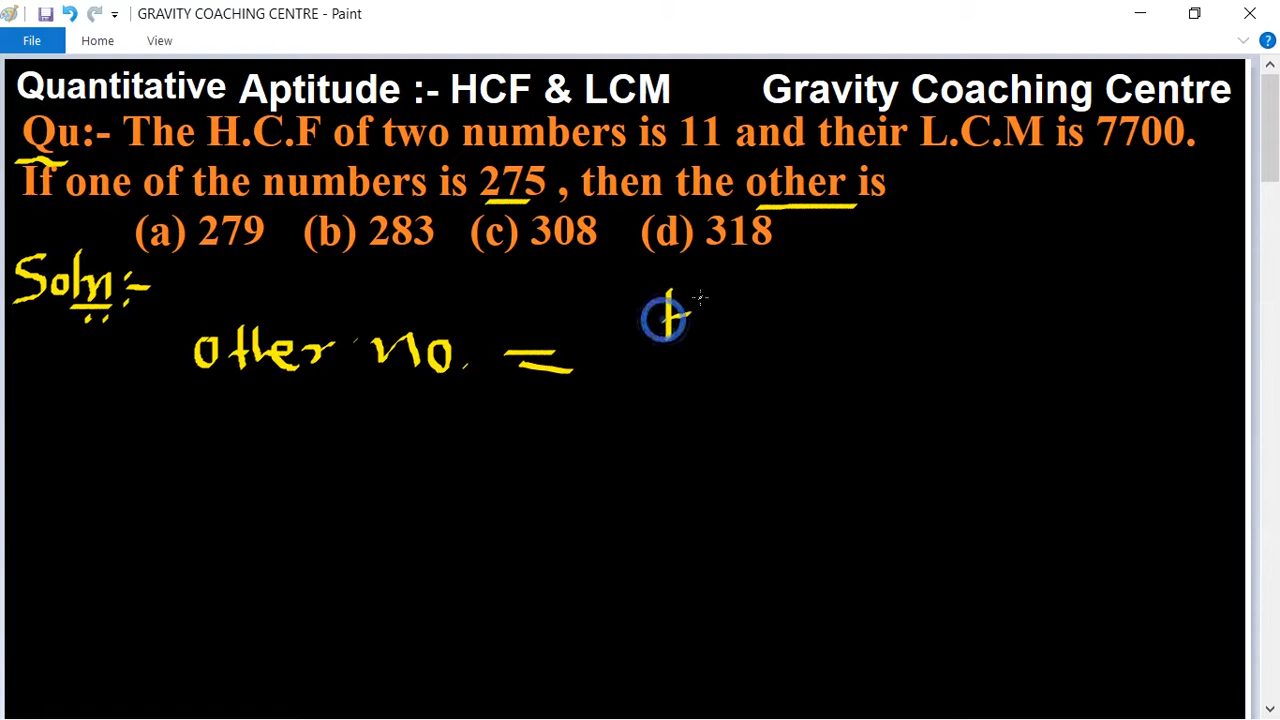 GRAVITY COACHING CENTRE - Paint
File Home View
Quantitative Aptitude :- HCF & LCM Gravity Coaching Centre
Qu:- The H.C.F of two numbers is 11 and their L.C.M is 7700.
If one of the numbers is 275 , then the other is
(a) 279 (b) 283 (c) 308 (d) 318
Soln:-
other no. =